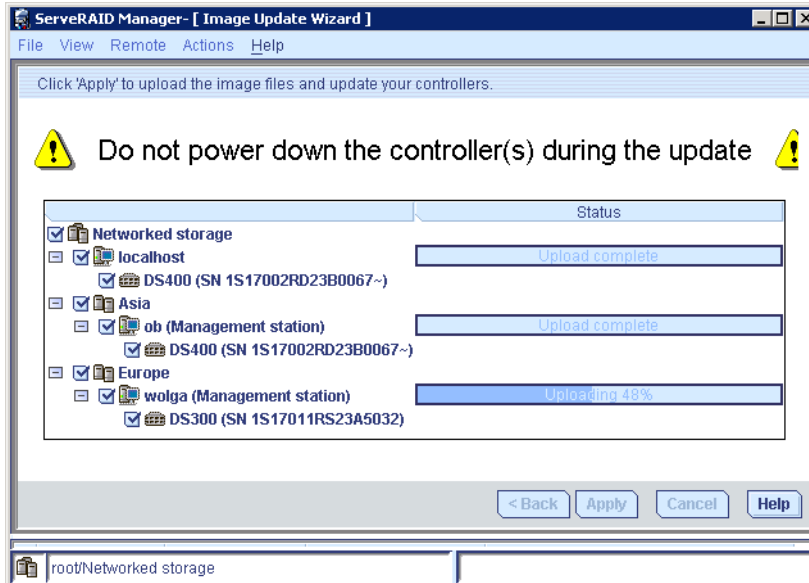 ServeRAID Manager- [ Image Update Wizard ]
File View Remote Actions Help
Click 'Apply' to upload the image files and update your controllers.
Do not power down the controller(s) during the update
Status
Networked storage
localhost Upload complete
DS400 (SN 1S17002RD23B0067~)
Asia
ob (Management station) Upload complete
DS400 (SN 1S17002RD23B0067~)
Europe
wolga (Management station) Uploading 48%
DS300 (SN 1S17011RS23A5032)
< Back Apply Cancel Help
root/Networked storage